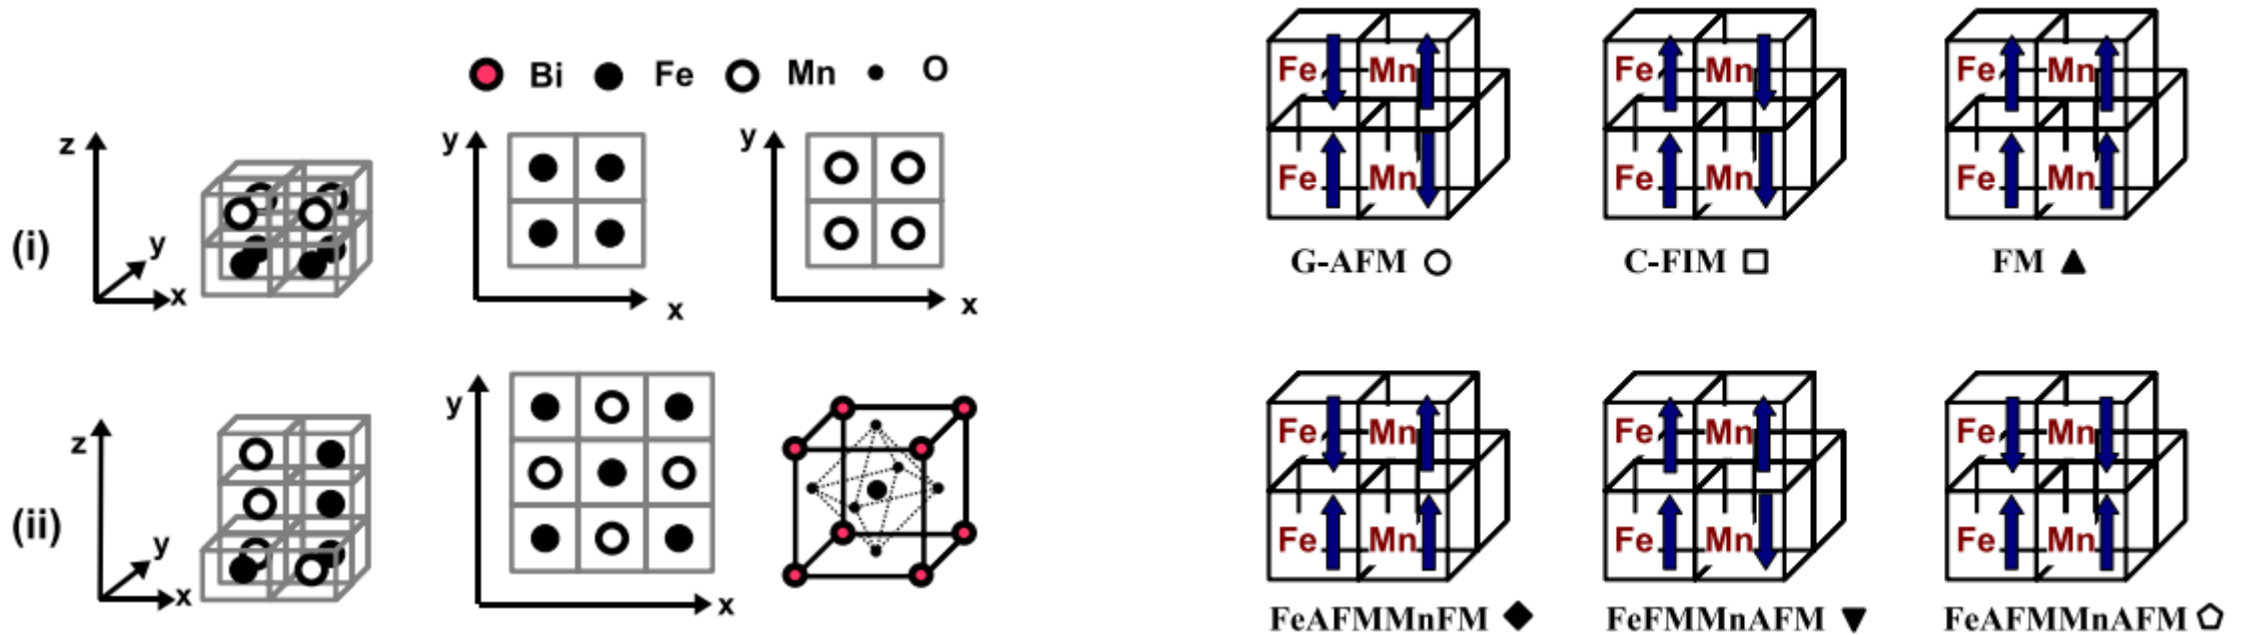 Bi Fe Mn O
(i)
z
y
x
y
x
y
x
(ii)
z
y
x
y
x
Fe Mn
Fe Mn
G-AFM
Fe Mn
Fe Mn
C-FIM
Fe Mn
Fe Mn
FM
Fe Mn
Fe Mn
FeAFMMnFM
Fe Mn
Fe Mn
FeFMMnAFM
Fe Mn
Fe Mn
FeAFMMnAFM